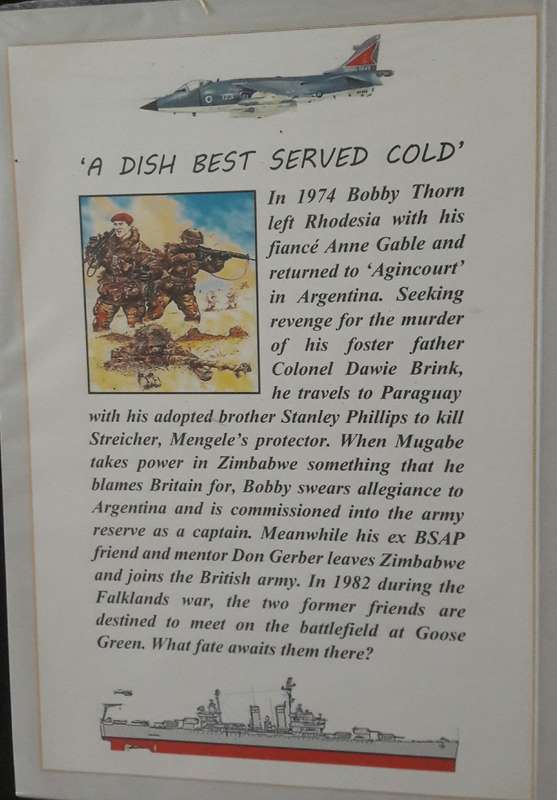 'A DISH BEST SERVED COLD'
In 1974 Bobby Thorn
left Rhodesia with his
fiancé Anne Gable and
returned to 'Agincourt'
in Argentina. Seeking
revenge for the murder
of his foster father
Colonel Dawie Brink,
he travels to Paraguay
with his adopted brother Stanley Phillips to kill
Streicher, Mengele's protector. When Mugabe
takes power in Zimbabwe something that he
blames Britain for, Bobby swears allegiance to
Argentina and is commissioned into the army
reserve as a captain. Meanwhile his ex BSAP
friend and mentor Don Gerber leaves Zimbabwe
and joins the British army. In 1982 during the
Falklands war, the two former friends are
destined to meet on the battlefield at Goose
Green. What fate awaits them there?